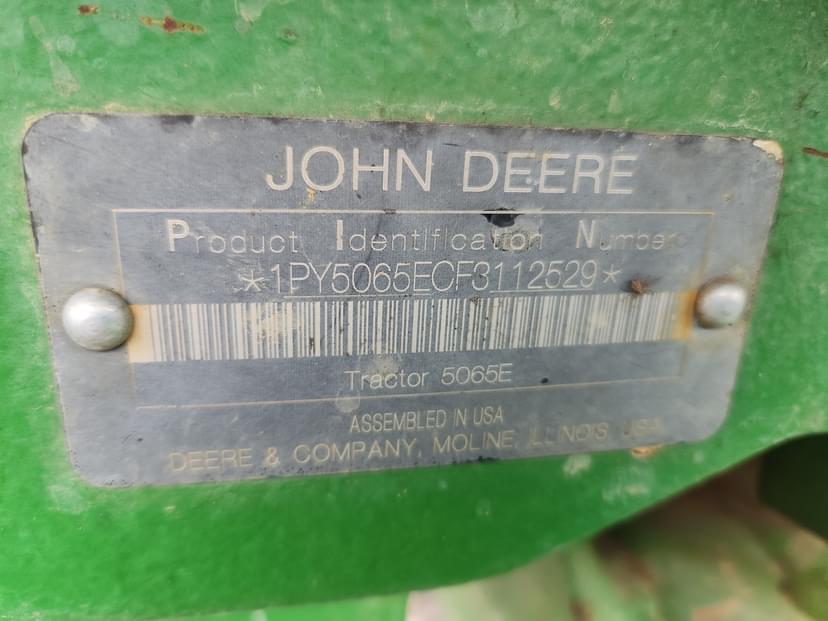 JOHN DEERE
Product Identification Number
*1PY5065ECF3112529*
Tractor 5065E
ASSEMBLED IN USA
DEERE & COMPANY, MOLINE, ILLINOIS USA